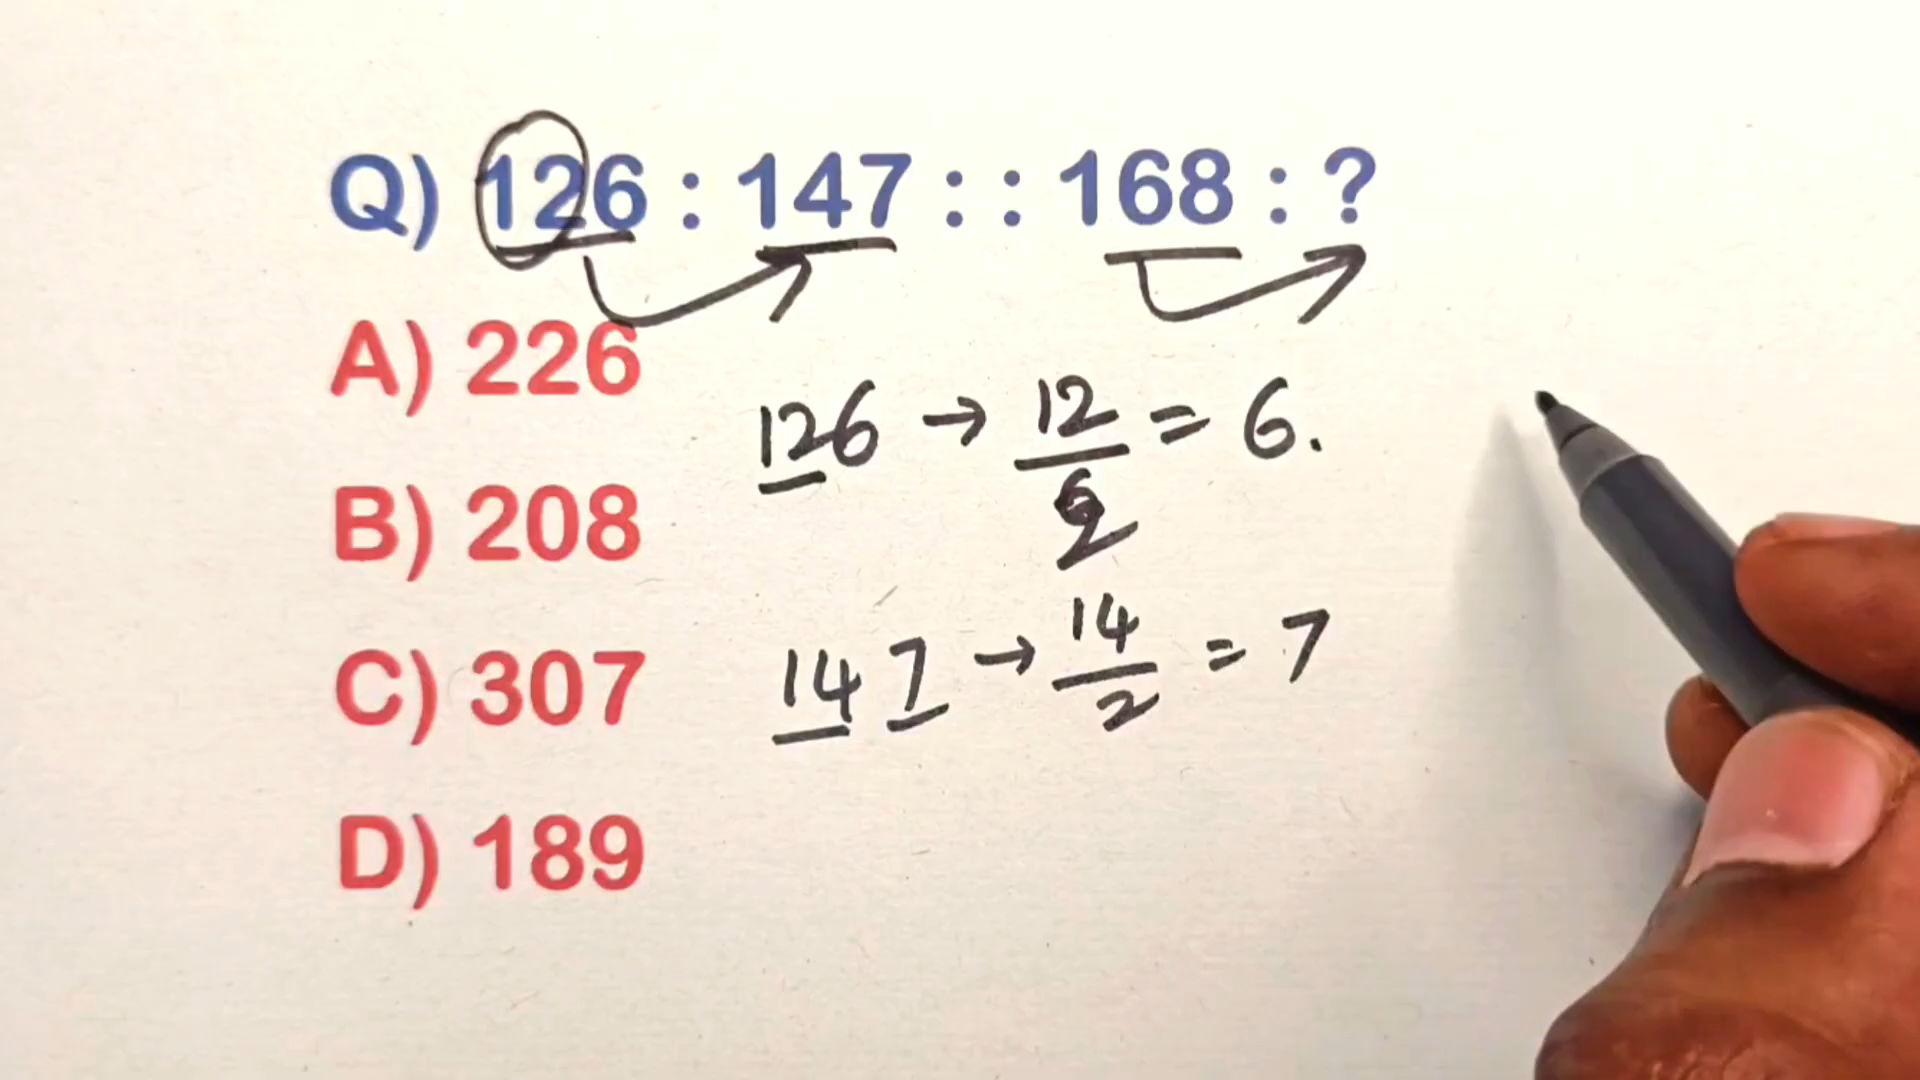 Q) 126 : 147 : : 168 : ?
A) 226
B) 208
C) 307
D) 189
126 → 12/2 = 6.
147 → 14/2 = 7